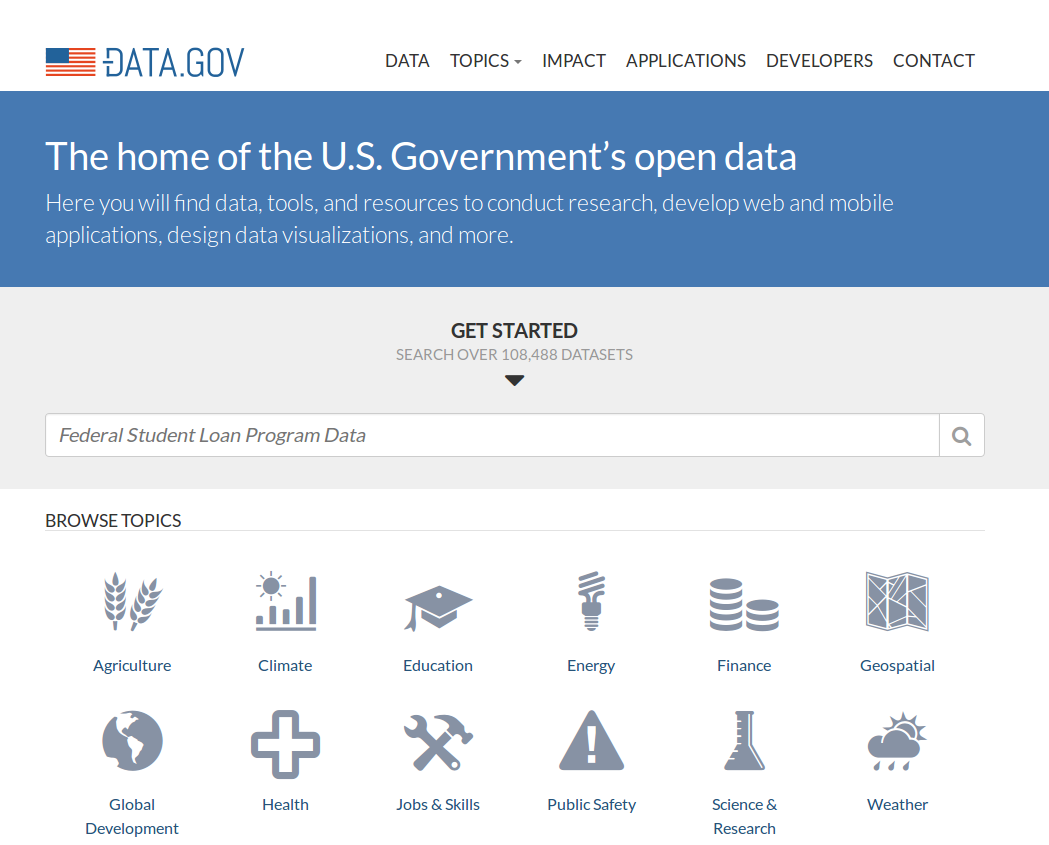 DATA.GOV
DATA TOPICS IMPACT APPLICATIONS DEVELOPERS CONTACT
The home of the U.S. Government’s open data
Here you will find data, tools, and resources to conduct research, develop web and mobile
applications, design data visualizations, and more.
GET STARTED
SEARCH OVER 108,488 DATASETS
Federal Student Loan Program Data
BROWSE TOPICS
Agriculture Climate Education Energy Finance Geospatial
Global Development Health Jobs & Skills Public Safety Science & Research Weather